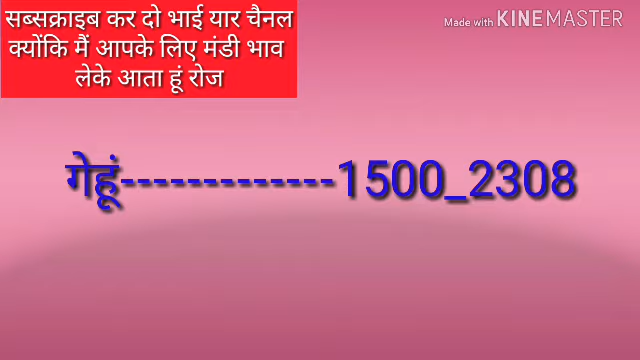 सब्सक्राइब कर दो भाई यार चैनल
क्योंकि मैं आपके लिए मंडी भाव
लेके आता हूं रोज
Made with KINEMASTER
गेहूं-------------1500_2308